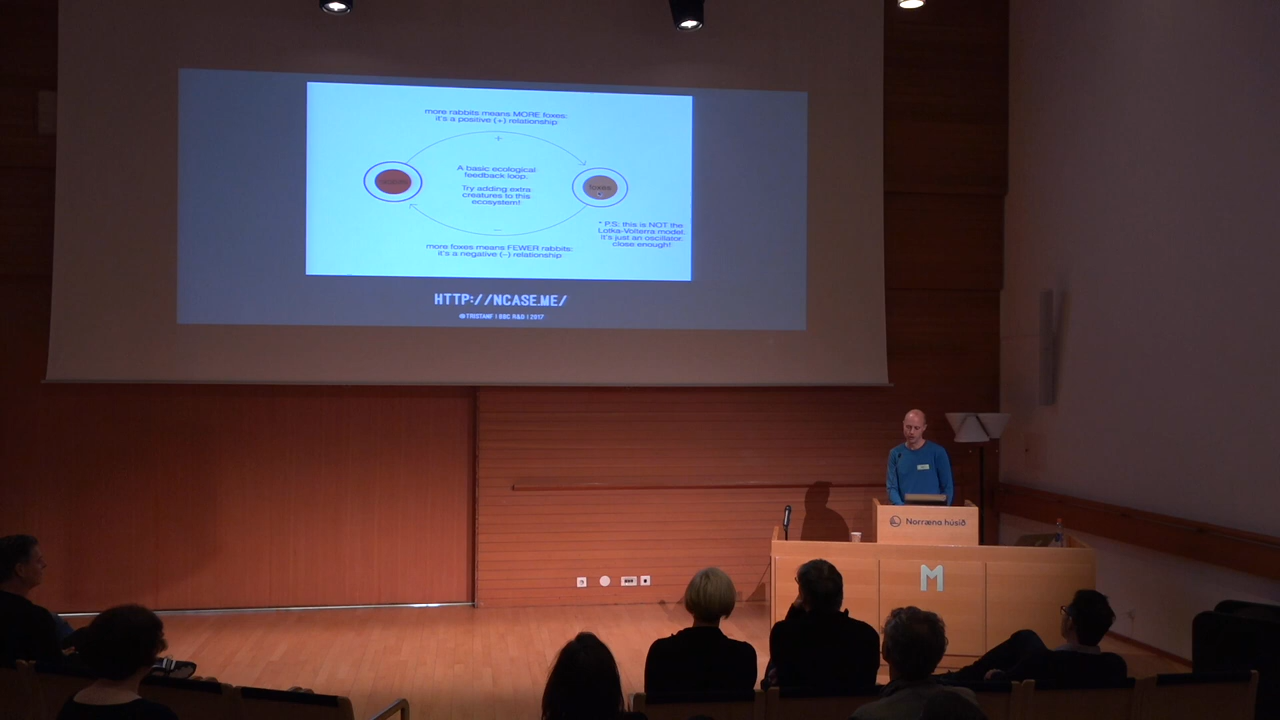 more rabbits means MORE foxes:
it's a positive (+) relationship
+
A basic ecological
feedback loop.
Try adding extra
creatures to this
ecosystem!
foxes
* P.S: this is NOT the
Lotka-Volterra model.
it's just an oscillator.
close enough!
–
more foxes means FEWER rabbits:
it's a negative (–) relationship
HTTP://NCASE.ME/
@TRISTANF | BBC R&D | 2017
Norræna húsið
M